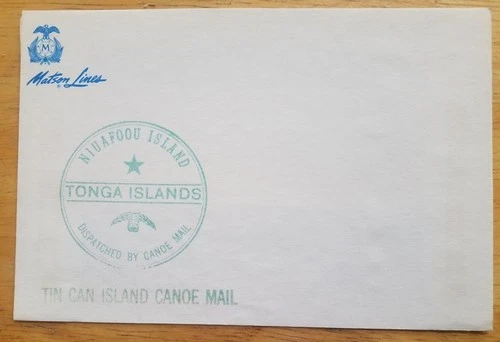 M
Matson Lines
®
NIUAFOOU ISLAND
TONGA ISLANDS
DISPATCHED BY CANOE MAIL
TIN CAN ISLAND CANOE MAIL